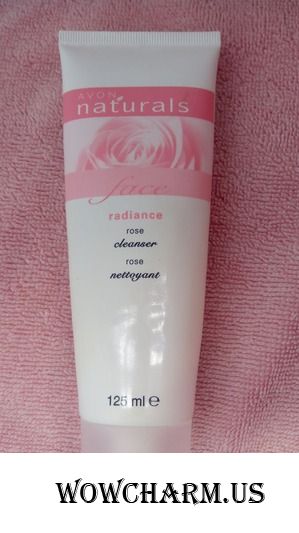 AVON
naturals
face
radiance
rose
cleanser
rose
nettoyant
125 ml e
WOWCHARM.US